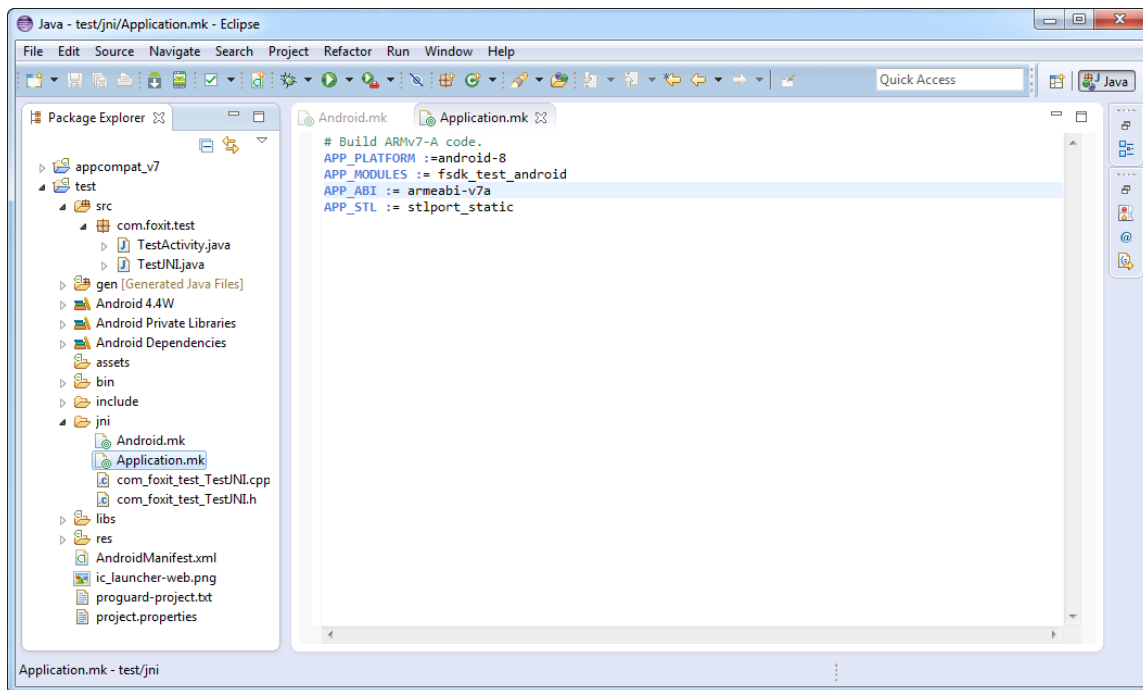 Java - test/jni/Application.mk - Eclipse
File Edit Source Navigate Search Project Refactor Run Window Help
Quick Access
Java
Package Explorer
Android.mk
Application.mk
appcompat_v7
test
src
com.foxit.test
TestActivity.java
TestJNI.java
gen [Generated Java Files]
Android 4.4W
Android Private Libraries
Android Dependencies
assets
bin
include
jni
Android.mk
Application.mk
com_foxit_test_TestJNI.cpp
com_foxit_test_TestJNI.h
libs
res
AndroidManifest.xml
ic_launcher-web.png
proguard-project.txt
project.properties
# Build ARMv7-A code.
APP_PLATFORM :=android-8
APP_MODULES := fsdk_test_android
APP_ABI := armeabi-v7a
APP_STL := stlport_static
Application.mk - test/jni